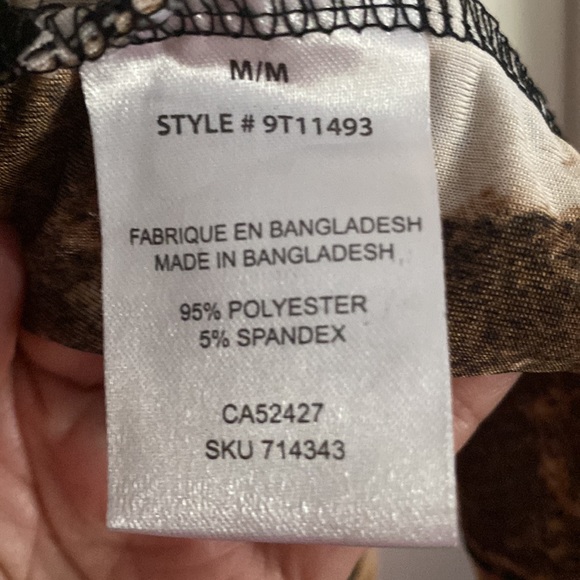 M/M
STYLE # 9T11493
FABRIQUE EN BANGLADESH
MADE IN BANGLADESH
95% POLYESTER
5% SPANDEX
CA52427
SKU 714343